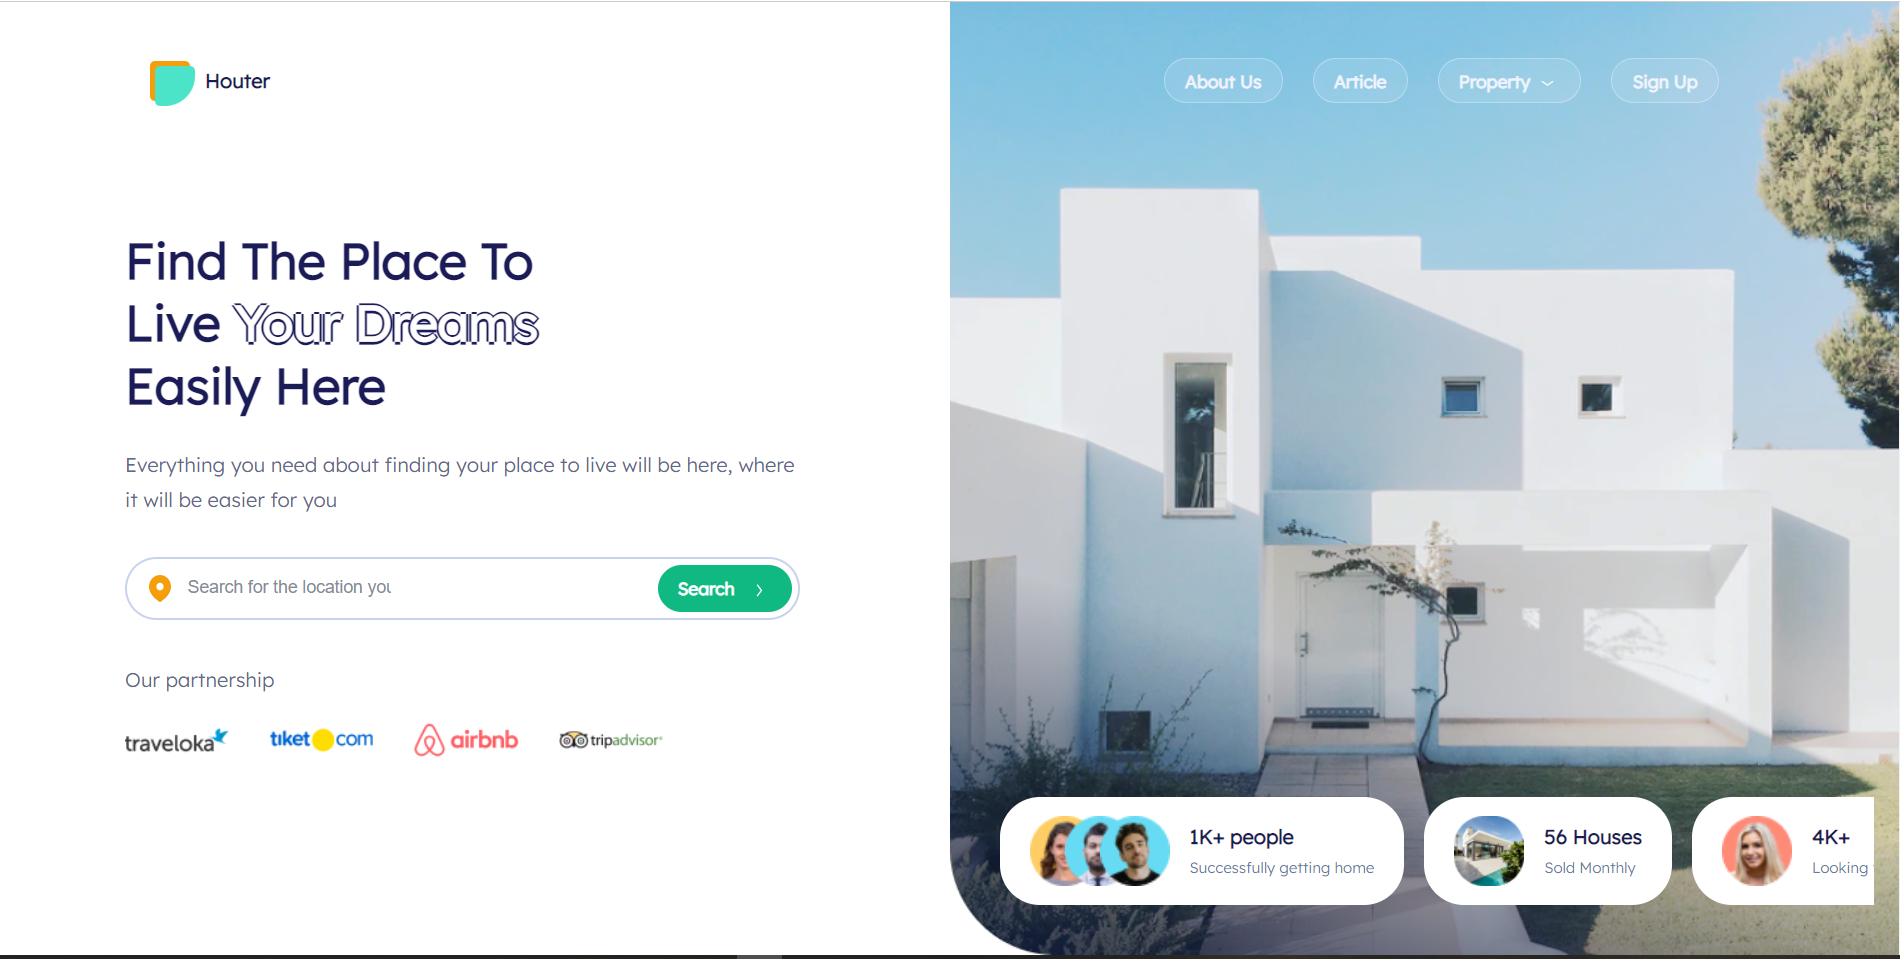 Houter
About Us
Article
Property
Sign Up
Find The Place To
Live Your Dreams
Easily Here
Everything you need about finding your place to live will be here, where
it will be easier for you
Search for the location you
Search
Our partnership
traveloka
tiket com
airbnb
tripadvisor
1K+ people
Successfully getting home
56 Houses
Sold Monthly
4K+
Looking